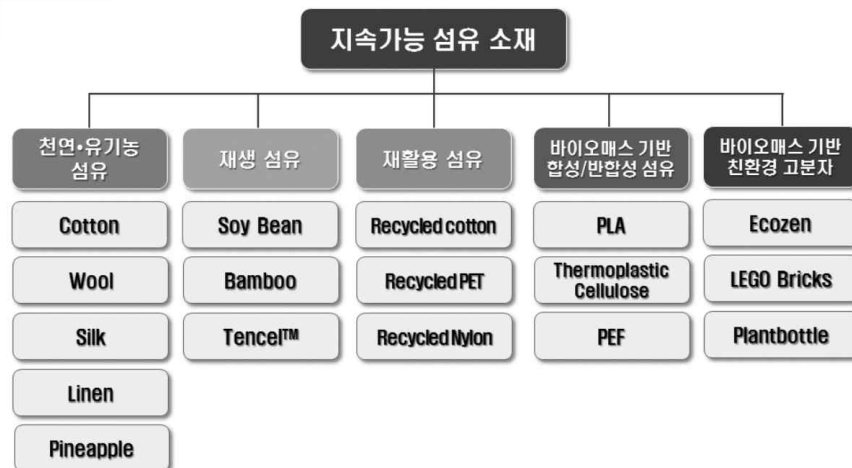 지속가능 섬유 소재
천연•유기농
섬유
Cotton
Wool
Silk
Linen
Pineapple
재생 섬유
Soy Bean
Bamboo
Tencel™
재활용 섬유
Recycled cotton
Recycled PET
Recycled Nylon
바이오매스 기반
합성/반합성 섬유
PLA
Thermoplastic
Cellulose
PEF
바이오매스 기반
친환경 고분자
Ecozen
LEGO Bricks
Plantbottle